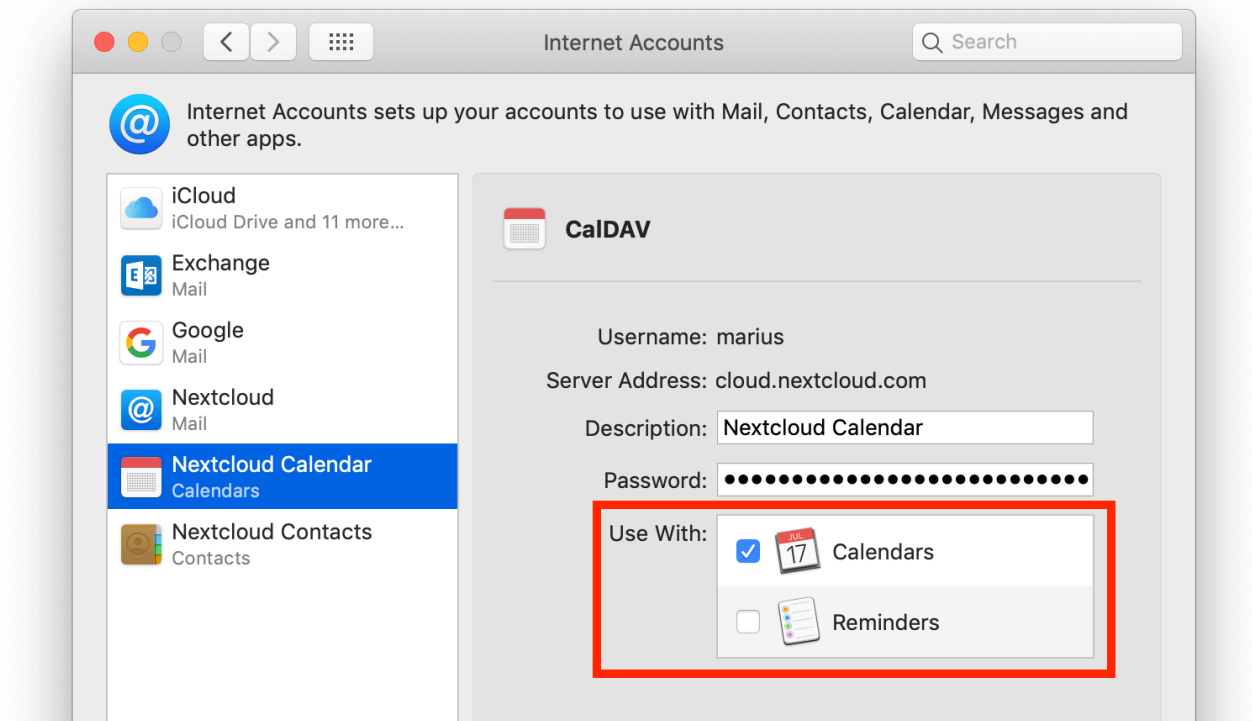 Internet Accounts
Search
Internet Accounts sets up your accounts to use with Mail, Contacts, Calendar, Messages and
other apps.
iCloud
iCloud Drive and 11 more...
Exchange
Mail
Google
Mail
Nextcloud
Mail
Nextcloud Calendar
Calendars
Nextcloud Contacts
Contacts
CalDAV
Username: marius
Server Address: cloud.nextcloud.com
Description: Nextcloud Calendar
Password: ●●●●●●●●●●●●●●●●●●●●●●●●●●●
Use With:
JUL
17
Calendars
Reminders